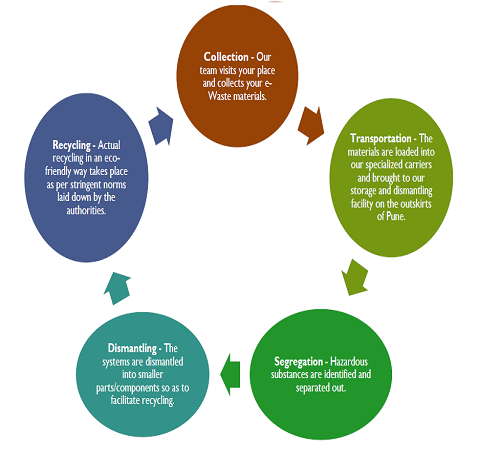 Collection - Our
team visits your place
and collects your e-
Waste materials.
Transportation - The
materials are loaded into
our specialized carriers
and brought to our
storage and dismantling
facility on the outskirts
of Pune.
Segregation - Hazardous
substances are identified and
separated out.
Dismantling - The
systems are dismantled
into smaller
parts/components so as to
facilitate recycling.
Recycling - Actual
recycling in an eco-
friendly way takes place
as per stringent norms
laid down by the
authorities.